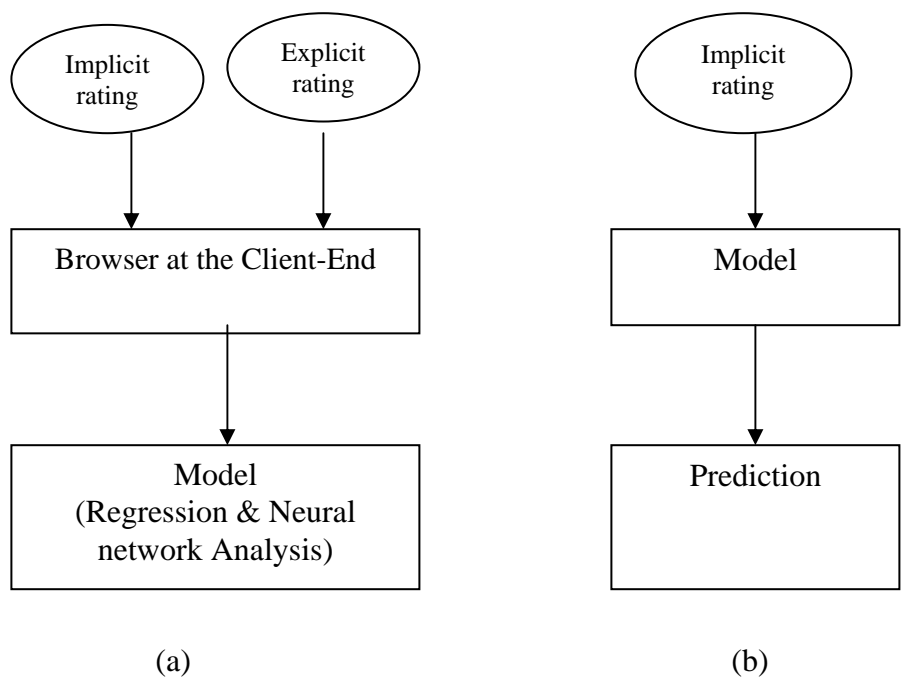 Implicit
rating
Explicit
rating
Browser at the Client-End
Model
(Regression & Neural
network Analysis)
(a)
Implicit
rating
Model
Prediction
(b)